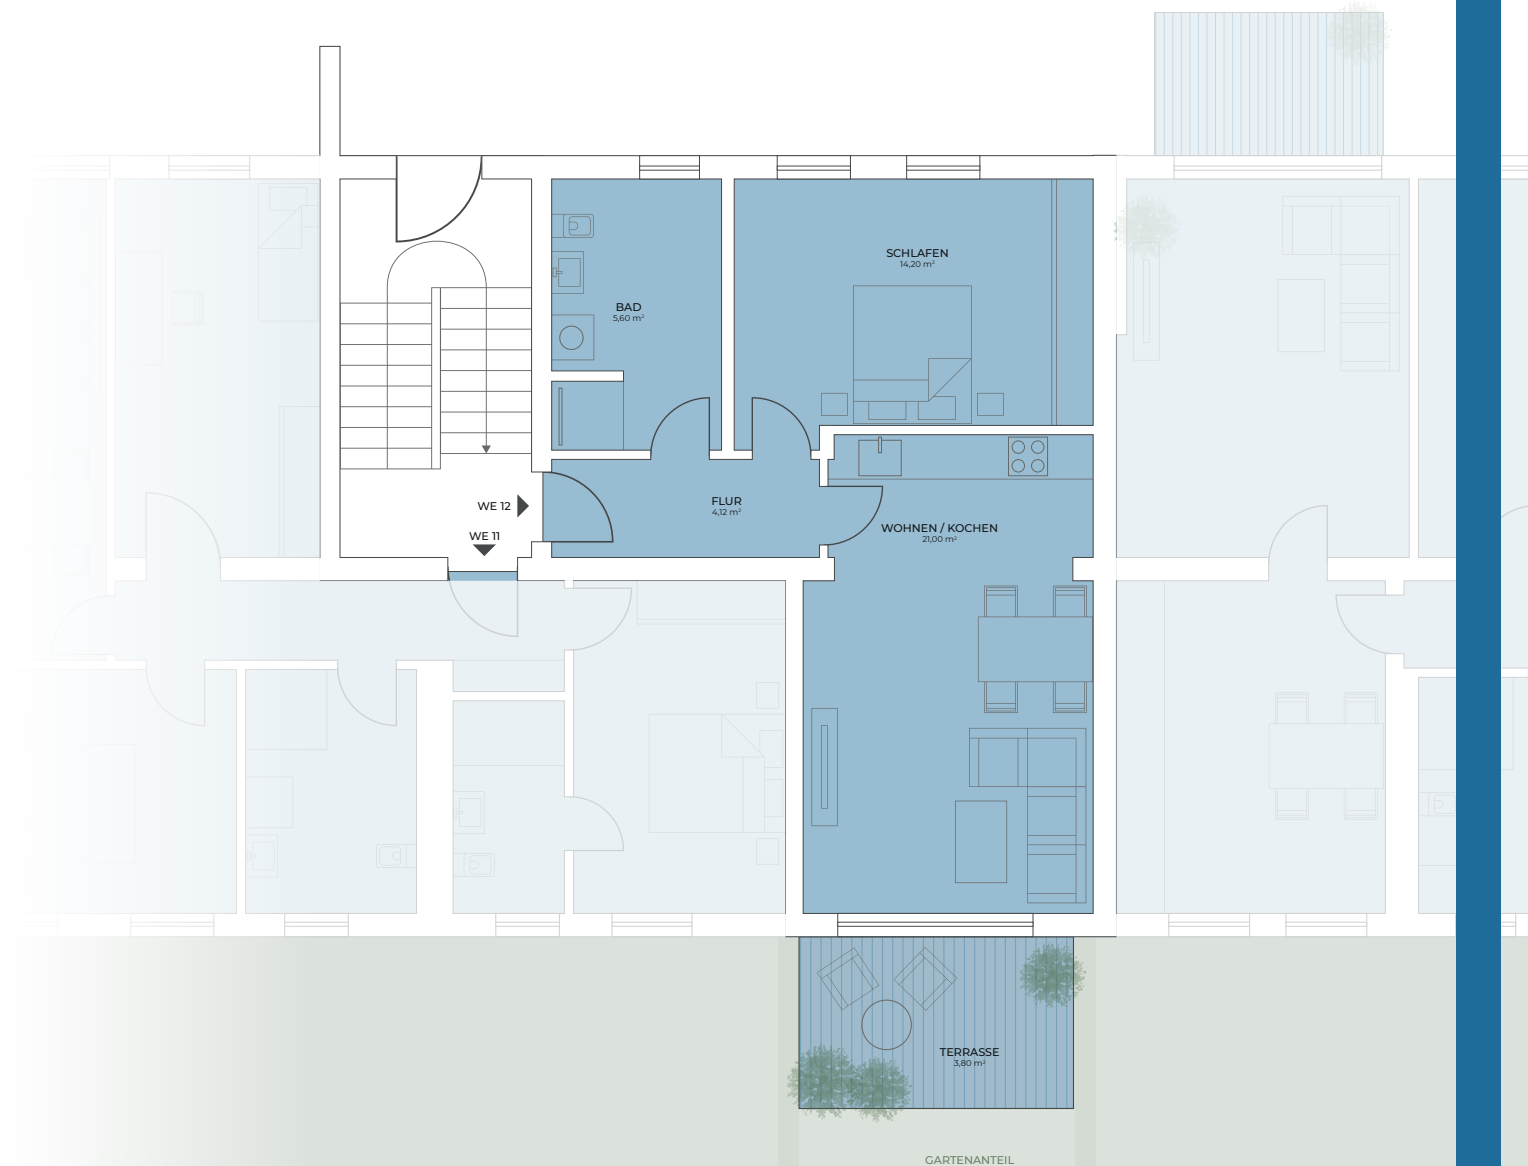 SCHLAFEN
14,20 m²
BAD
5,60 m²
FLUR
4,12 m²
WE 12
WE 11
WOHNEN / KOCHEN
21,00 m²
TERRASSE
3,80 m²
GARTENANTEIL